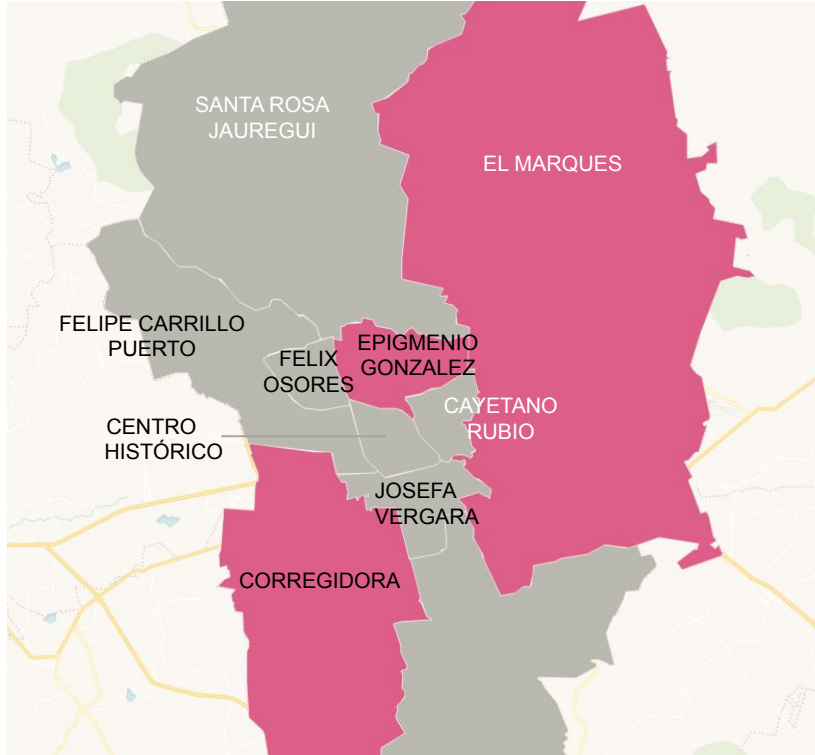 SANTA ROSA
JAUREGUI
EL MARQUES
FELIPE CARRILLO
PUERTO
EPIGMENIO
GONZALEZ
FELIX
OSORES
CAYETANO
RUBIO
CENTRO
HISTÓRICO
JOSEFA
VERGARA
CORREGIDORA